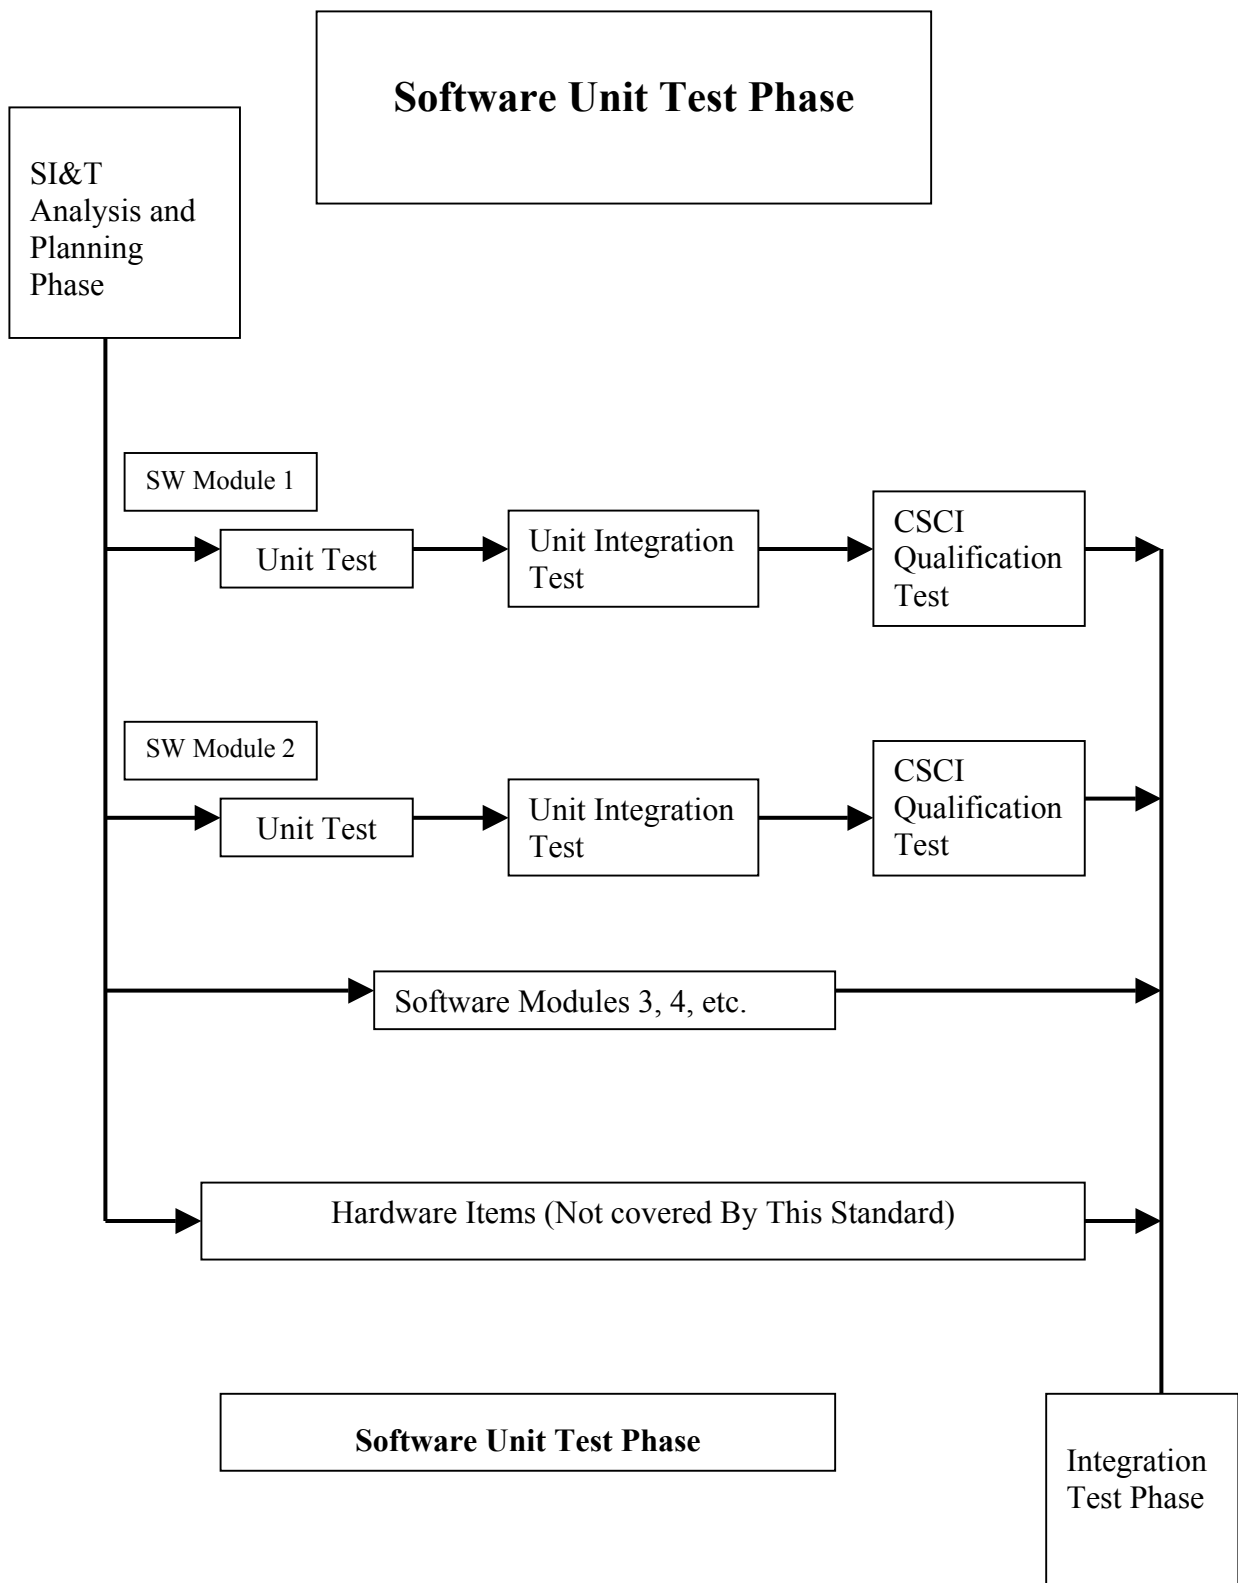 Software Unit Test Phase
SI&T
Analysis and
Planning
Phase
SW Module 1
Unit Test
Unit Integration
Test
CSCI
Qualification
Test
SW Module 2
Unit Test
Unit Integration
Test
CSCI
Qualification
Test
Software Modules 3, 4, etc.
Hardware Items (Not covered By This Standard)
Software Unit Test Phase
Integration
Test Phase